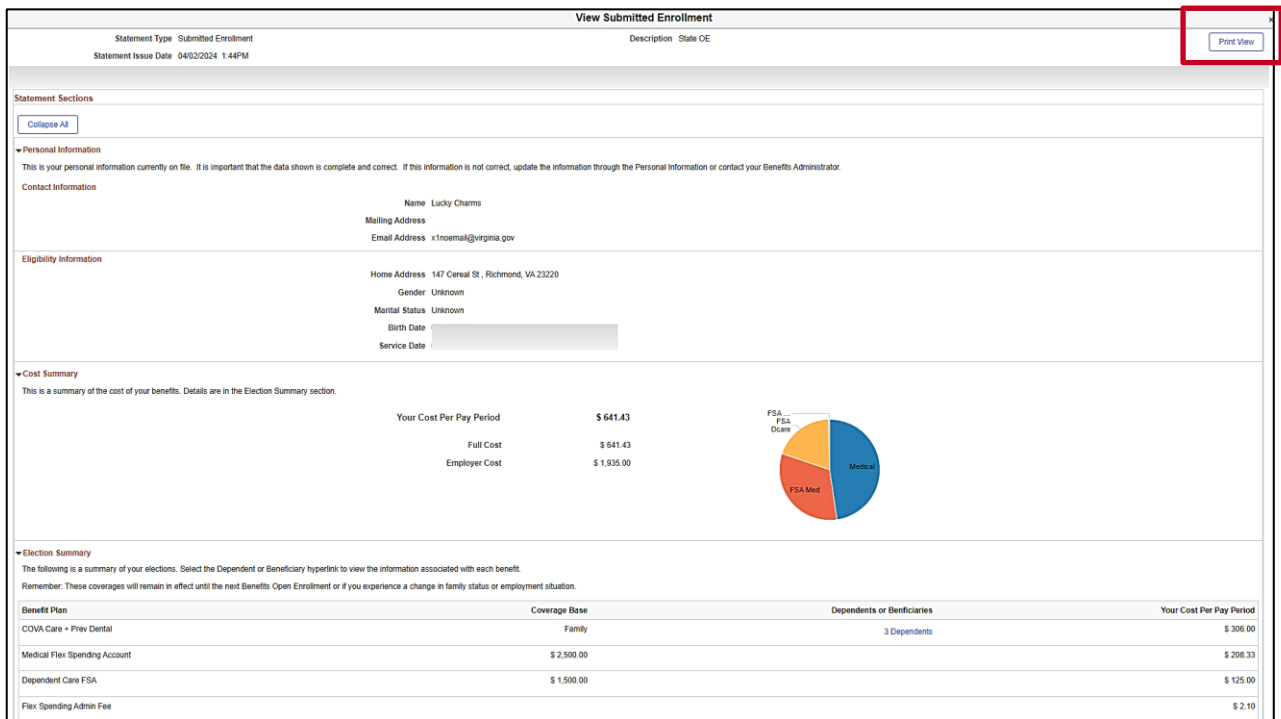 View Submitted Enrollment
×
Statement Type Submitted Enrollment Description State OE Print View
Statement Issue Date 04/02/2024 1:44PM
Statement Sections
Collapse All
Personal Information
This is your personal information currently on file. It is important that the data shown is complete and correct. If this information is not correct, update the information through the Personal Information or contact your Benefits Administrator.
Contact Information
Name Lucky Charms
Mailing Address
Email Address x1noemail@virginia.gov
Eligibility Information
Home Address 147 Cereal St , Richmond, VA 23220
Gender Unknown
Marital Status Unknown
Birth Date
Service Date
Cost Summary
This is a summary of the cost of your benefits. Details are in the Election Summary section.
Your Cost Per Pay Period $ 641.43
Full Cost $ 641.43
Employer Cost $ 1,935.00
FSA ...
FSA
Dcare
Medical
FSA Med
Election Summary
The following is a summary of your elections. Select the Dependent or Beneficiary hyperlink to view the information associated with each benefit.
Remember: These coverages will remain in effect until the next Benefits Open Enrollment or if you experience a change in family status or employment situation.
Benefit Plan Coverage Base Dependents or Benficiaries Your Cost Per Pay Period
COVA Care + Prev Dental Family 3 Dependents $ 306.00
Medical Flex Spending Account $ 2,500.00 $ 208.33
Dependent Care FSA $ 1,500.00 $ 125.00
Flex Spending Admin Fee $ 2.10